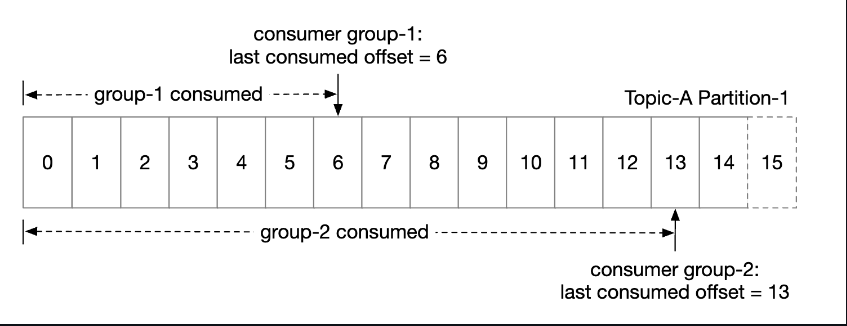 consumer group-1:
last consumed offset = 6
group-1 consumed
Topic-A Partition-1
0 1 2 3 4 5 6 7 8 9 10 11 12 13 14 15
group-2 consumed
consumer group-2:
last consumed offset = 13